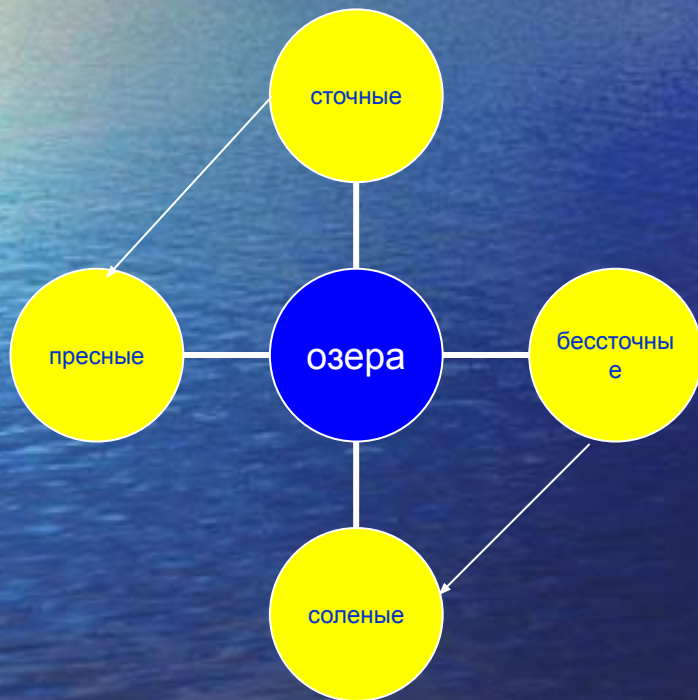 сточные
пресные
озера
бессточны
е
соленые